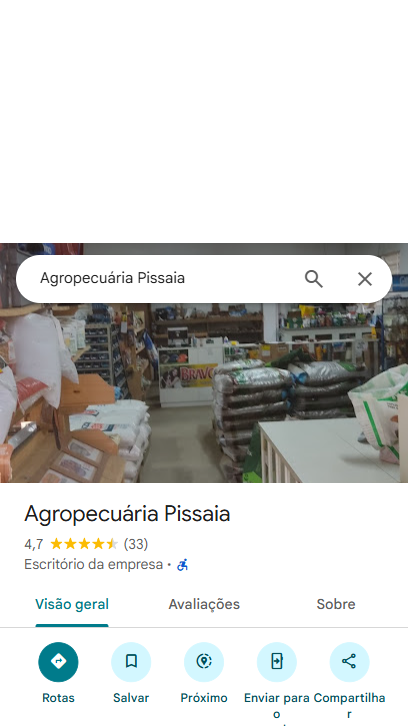 Agropecuária Pissaia
BRAVO
Agropecuária Pissaia
4,7 (33)
Escritório da empresa ·
Visão geral Avaliações Sobre
Rotas Salvar Próximo Enviar para Compartilha
o r